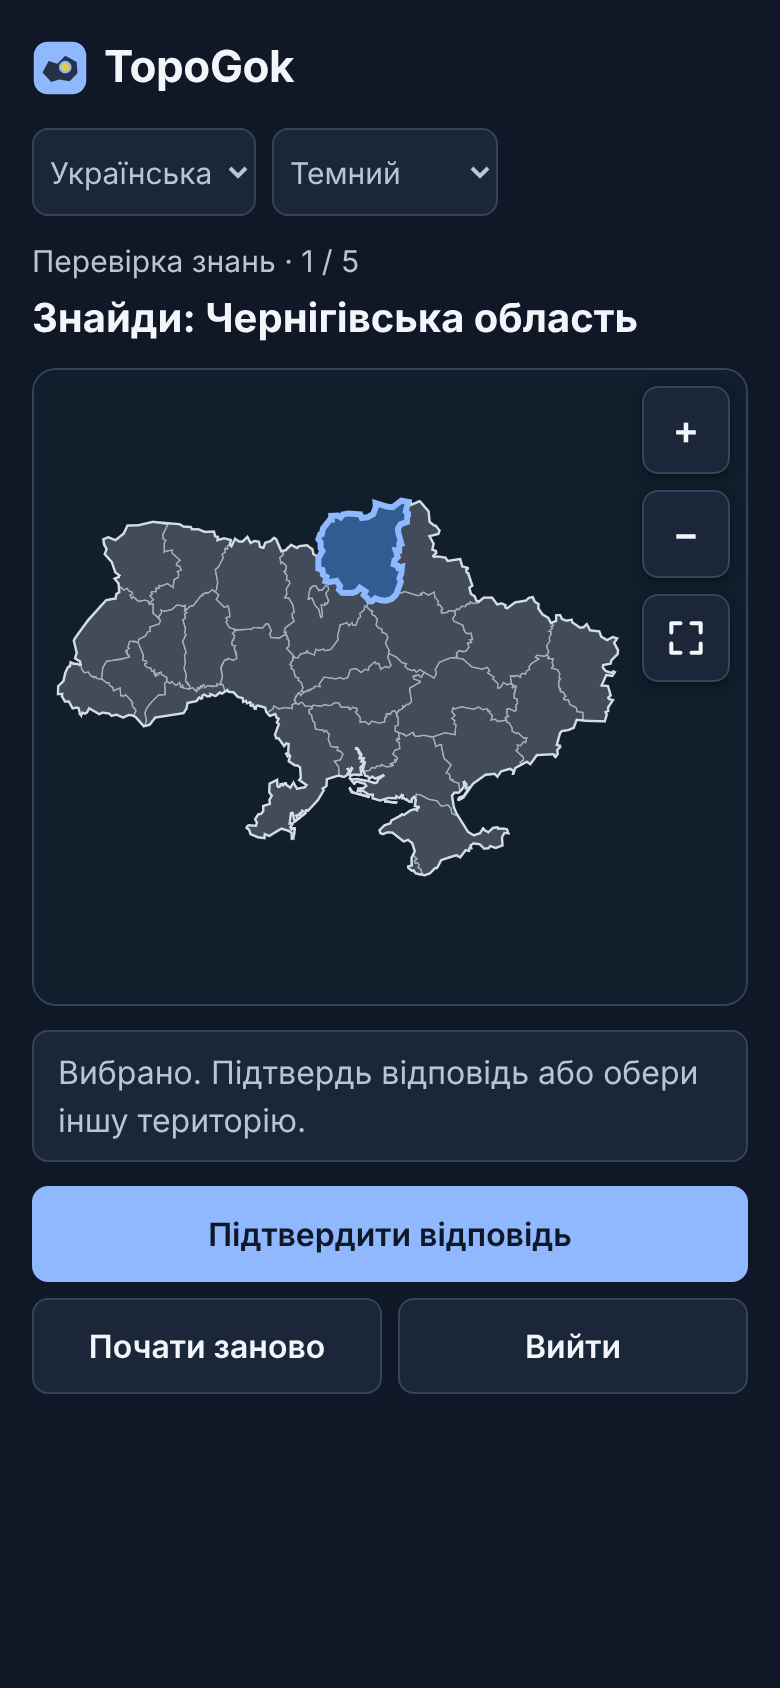 TopoGok
Українська
Темний
Перевірка знань · 1 / 5
Знайди: Чернігівська область
+
−
Вибрано. Підтвердь відповідь або обери
іншу територію.
Підтвердити відповідь
Почати заново
Вийти